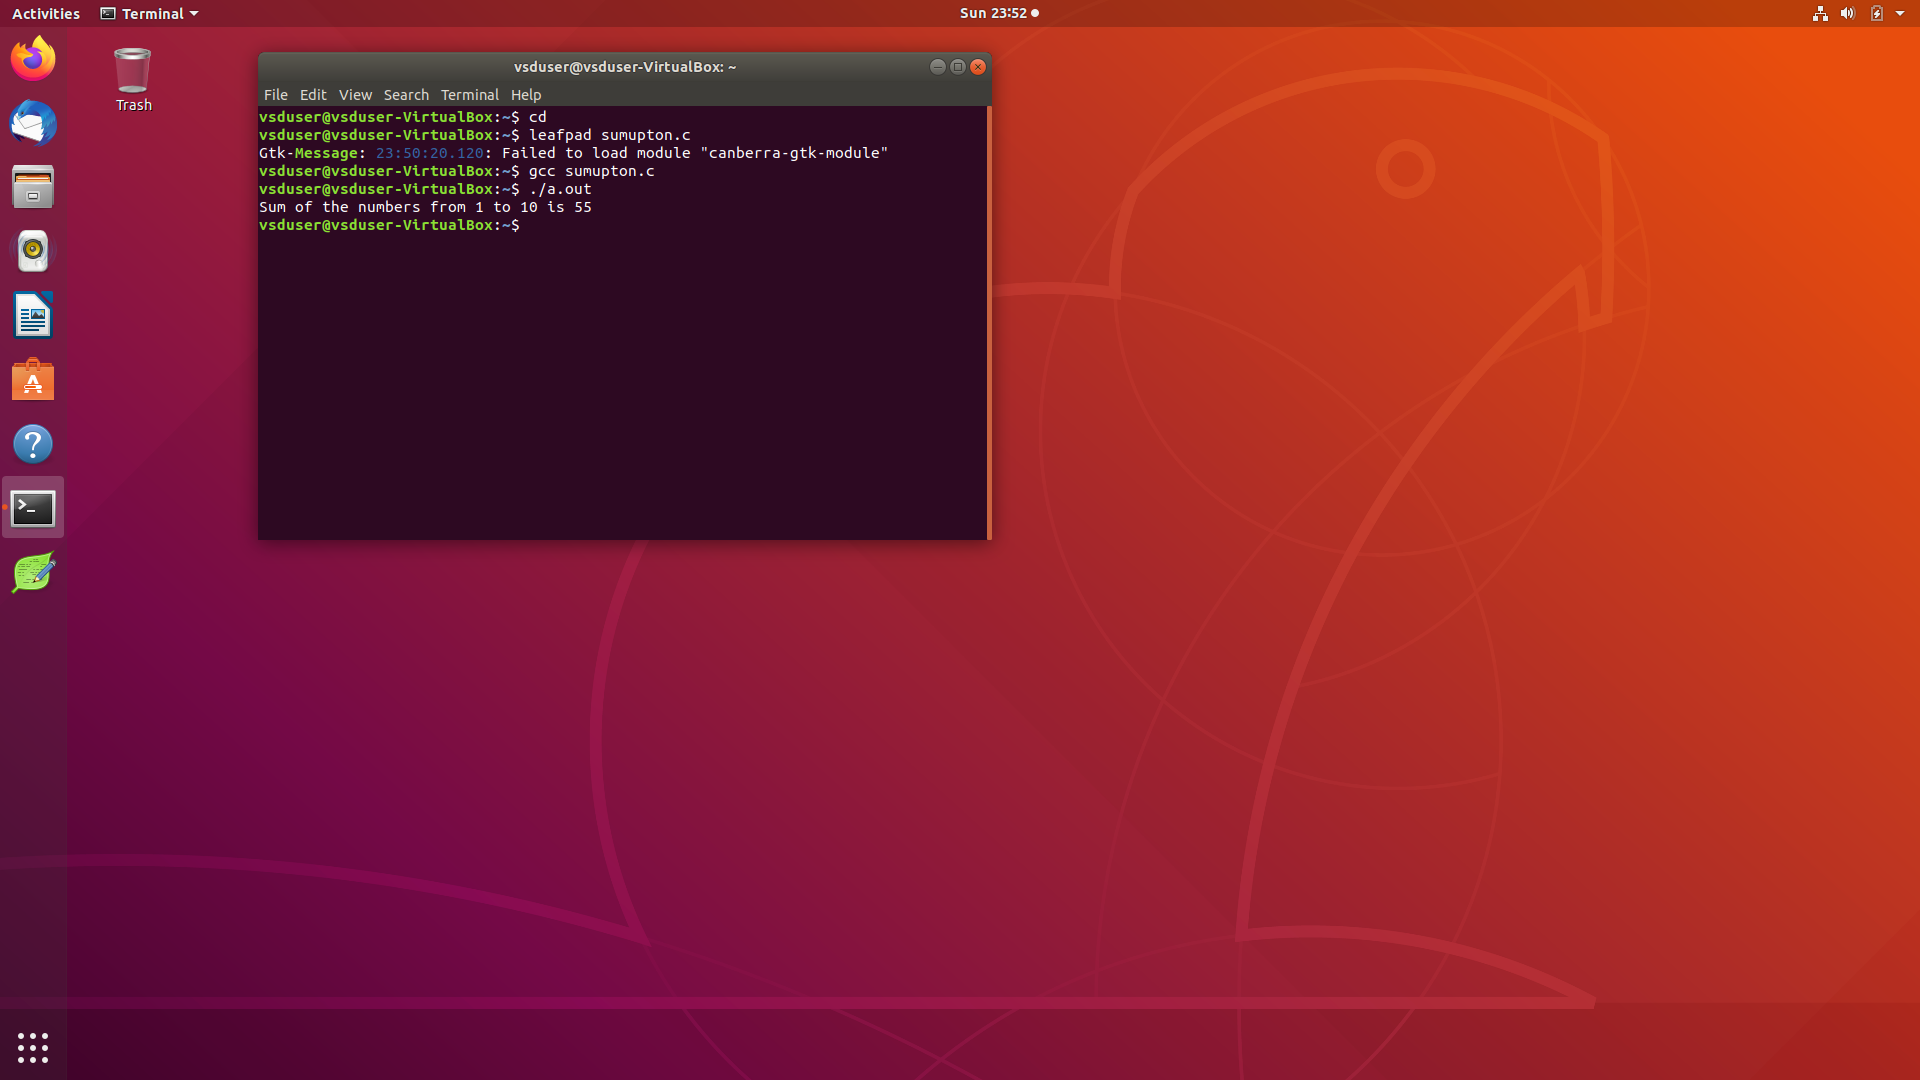 Activities
Terminal
Sun 23:52
Trash
vsduser@vsduser-VirtualBox: ~
File Edit View Search Terminal Help
vsduser@vsduser-VirtualBox:~$ cd
vsduser@vsduser-VirtualBox:~$ leafpad sumupton.c
Gtk-Message: 23:50:20.120: Failed to load module "canberra-gtk-module"
vsduser@vsduser-VirtualBox:~$ gcc sumupton.c
vsduser@vsduser-VirtualBox:~$ ./a.out
Sum of the numbers from 1 to 10 is 55
vsduser@vsduser-VirtualBox:~$